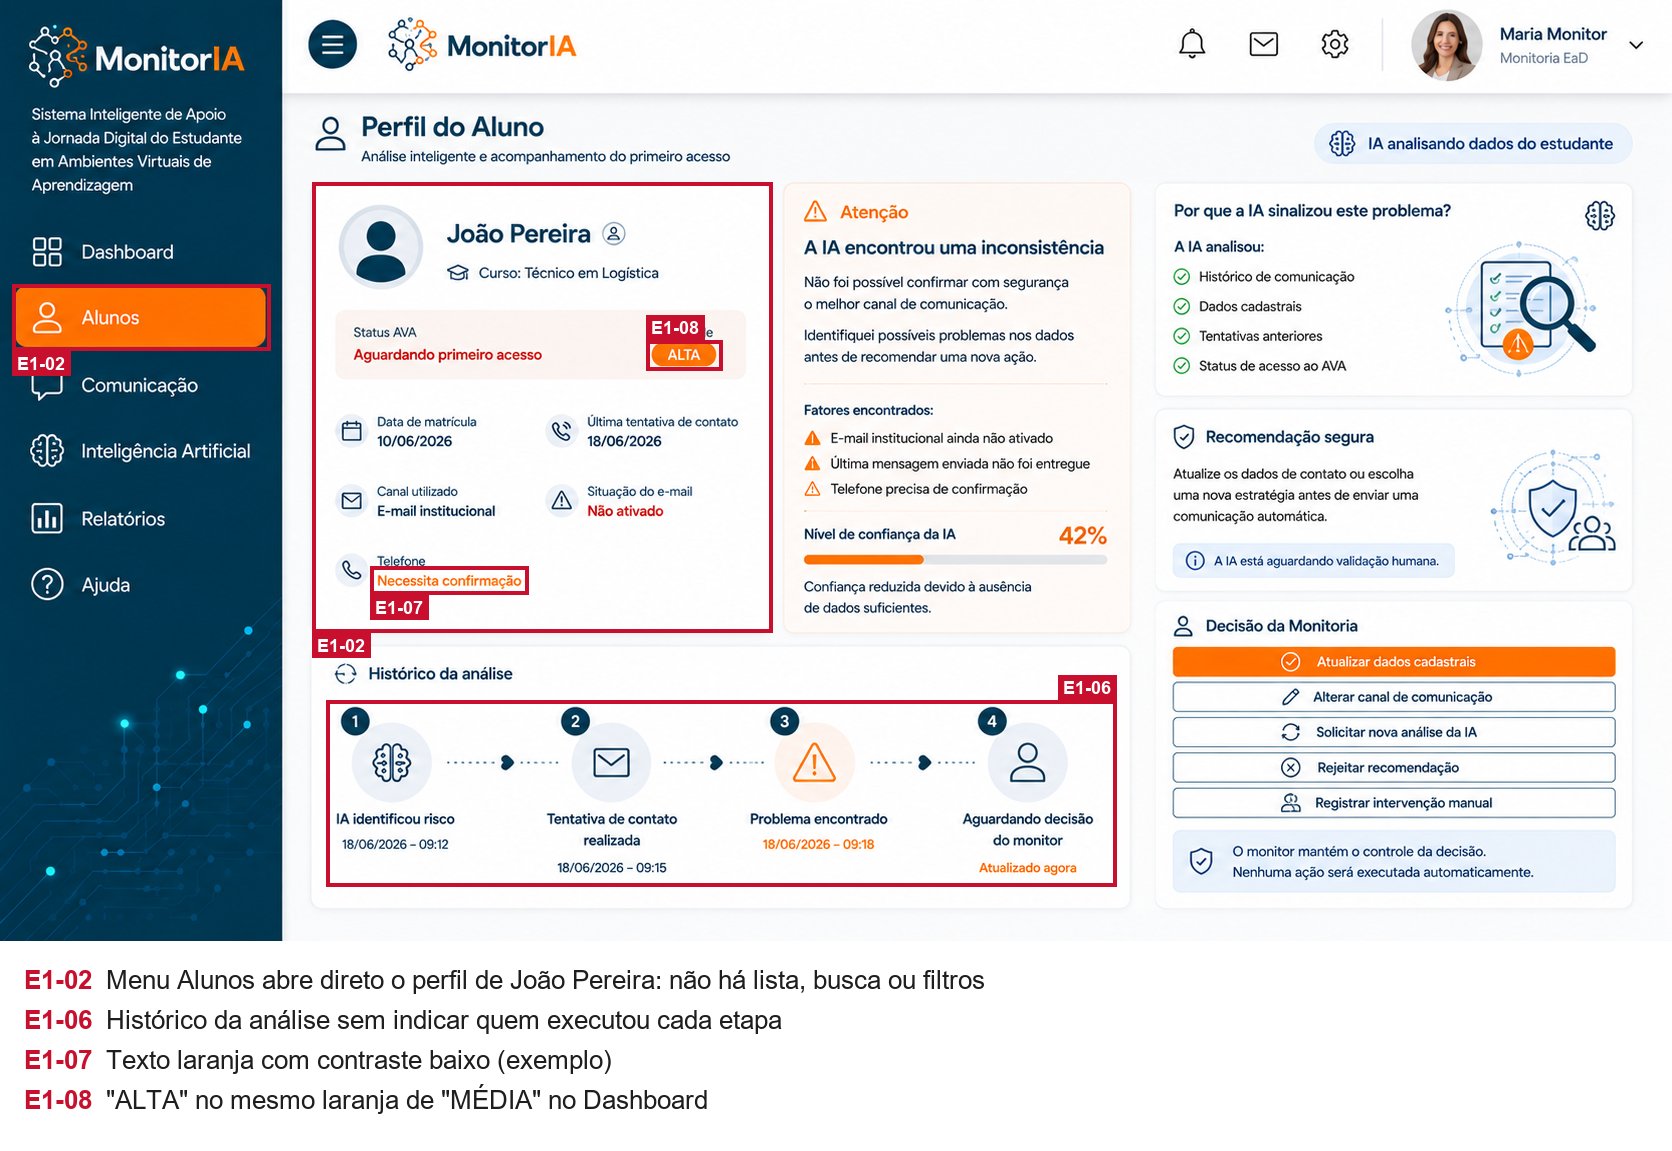 MonitorIA
Sistema Inteligente de Apoio
à Jornada Digital do Estudante
em Ambientes Virtuais de
Aprendizagem
Dashboard
Alunos
E1-02
Comunicação
Inteligência Artificial
Relatórios
Ajuda
MonitorIA
Maria Monitor
Monitoria EaD
Perfil do Aluno
Análise inteligente e acompanhamento do primeiro acesso
IA analisando dados do estudante
João Pereira
Curso: Técnico em Logística
Status AVA
Aguardando primeiro acesso
E1-08
ALTA
Data de matrícula
10/06/2026
Última tentativa de contato
18/06/2026
Canal utilizado
E-mail institucional
Situação do e-mail
Não ativado
Telefone
Necessita confirmação
E1-07
E1-02
Atenção
A IA encontrou uma inconsistência
Não foi possível confirmar com segurança
o melhor canal de comunicação.
Identifiquei possíveis problemas nos dados
antes de recomendar uma nova ação.
Fatores encontrados:
E-mail institucional ainda não ativado
Última mensagem enviada não foi entregue
Telefone precisa de confirmação
Nível de confiança da IA 42%
Confiança reduzida devido à ausência
de dados suficientes.
Por que a IA sinalizou este problema?
A IA analisou:
Histórico de comunicação
Dados cadastrais
Tentativas anteriores
Status de acesso ao AVA
Recomendação segura
Atualize os dados de contato ou escolha
uma nova estratégia antes de enviar uma
comunicação automática.
A IA está aguardando validação humana.
Decisão da Monitoria
Atualizar dados cadastrais
Alterar canal de comunicação
Solicitar nova análise da IA
Rejeitar recomendação
Registrar intervenção manual
O monitor mantém o controle da decisão.
Nenhuma ação será executada automaticamente.
Histórico da análise
E1-06
1
IA identificou risco
18/06/2026 – 09:12
2
Tentativa de contato
realizada
18/06/2026 – 09:15
3
Problema encontrado
18/06/2026 – 09:18
4
Aguardando decisão
do monitor
Atualizado agora
E1-02 Menu Alunos abre direto o perfil de João Pereira: não há lista, busca ou filtros
E1-06 Histórico da análise sem indicar quem executou cada etapa
E1-07 Texto laranja com contraste baixo (exemplo)
E1-08 "ALTA" no mesmo laranja de "MÉDIA" no Dashboard